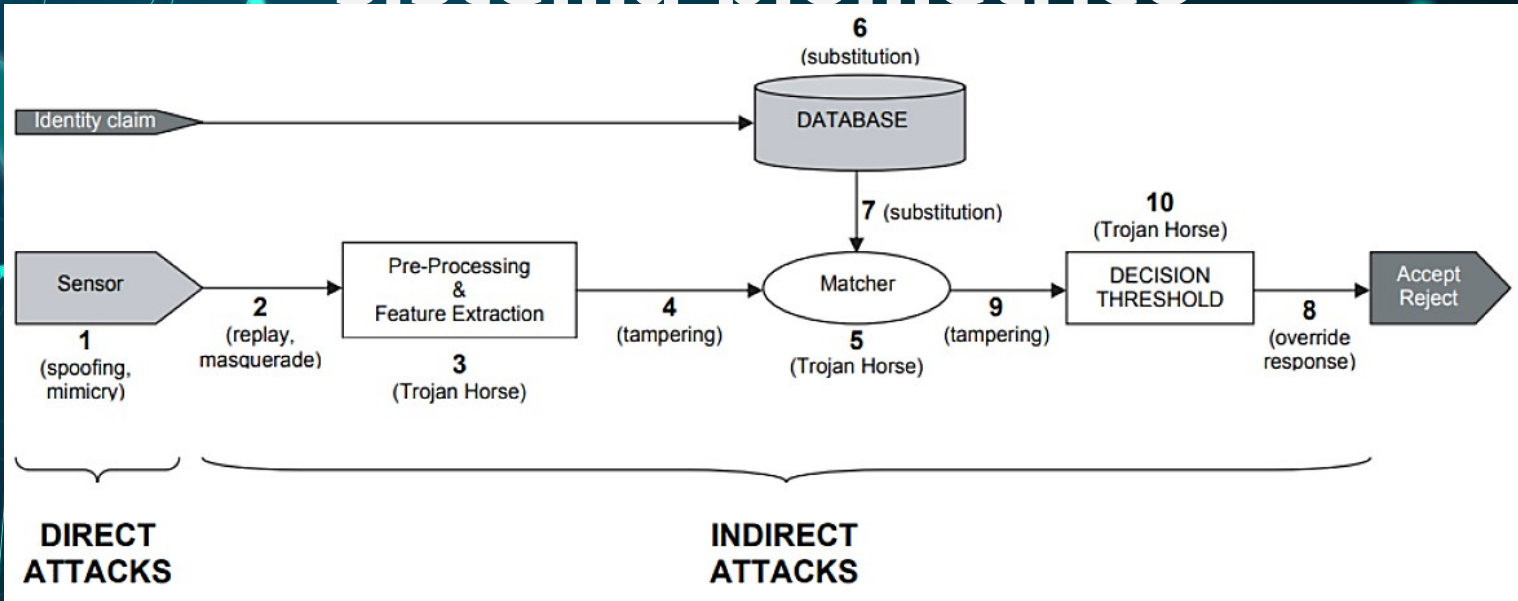 6
(substitution)
Identity claim
DATABASE
7 (substitution)
10
(Trojan Horse)
Sensor
Pre-Processing
&
Feature Extraction
Matcher
DECISION
THRESHOLD
Accept
Reject
1
(spoofing,
mimicry)
2
(replay,
masquerade)
3
(Trojan Horse)
4
(tampering)
5
(Trojan Horse)
9
(tampering)
8
(override
response)
DIRECT
ATTACKS
INDIRECT
ATTACKS